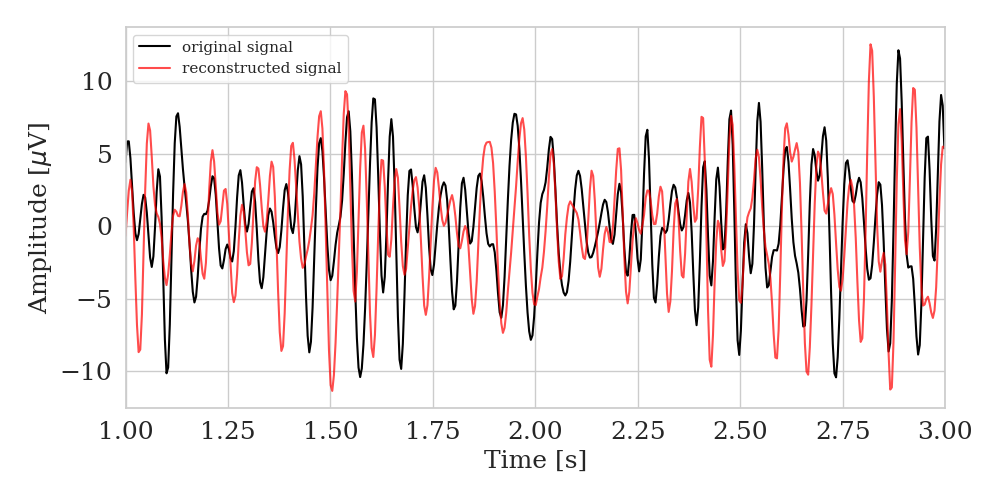 original signal
reconstructed signal
Amplitude [μV]
10
5
0
−5
−10
1.00 1.25 1.50 1.75 2.00 2.25 2.50 2.75 3.00
Time [s]